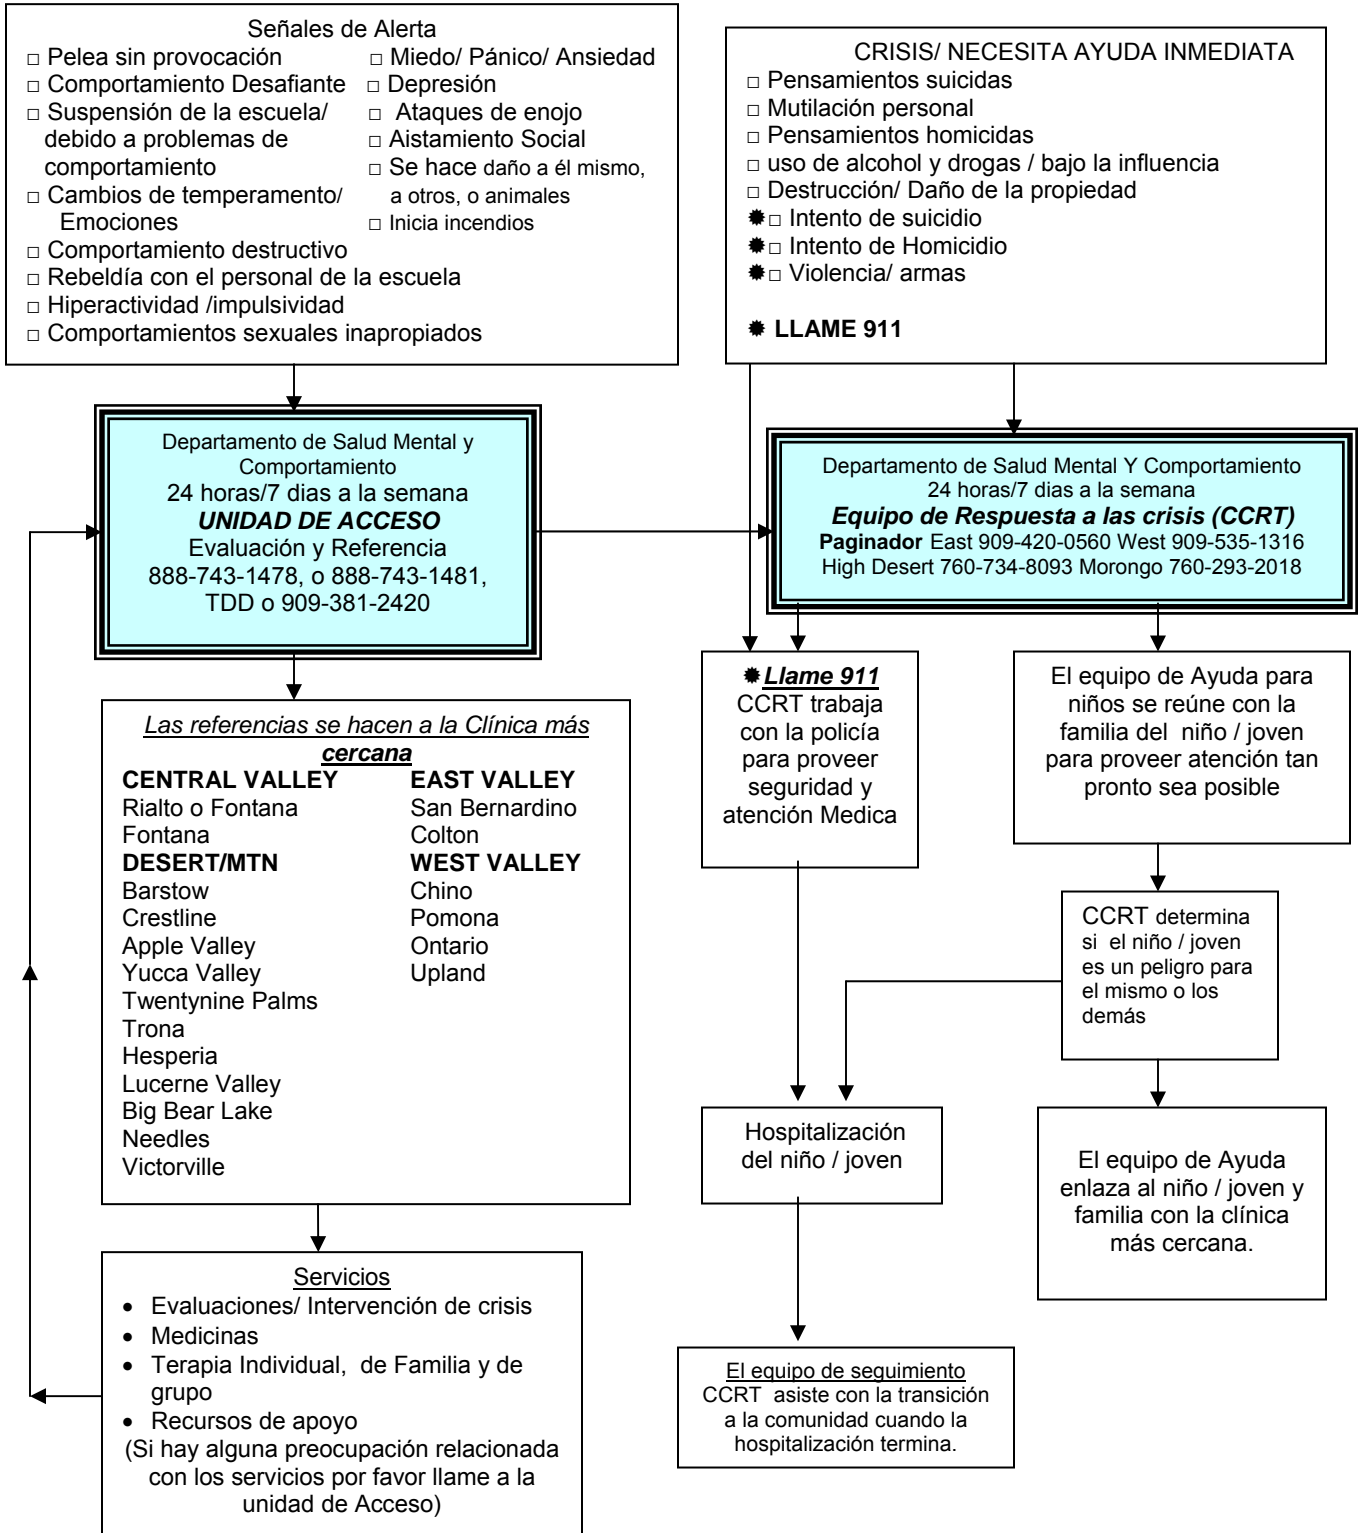 Señales de Alerta
□ Pelea sin provocación
□ Comportamiento Desafiante
□ Suspensión de la escuela/
debido a problemas de
comportamiento
□ Cambios de temperamento/
Emociones
□ Comportamiento destructivo
□ Rebeldía con el personal de la escuela
□ Hiperactividad /impulsividad
□ Comportamientos sexuales inapropiados
□ Miedo/ Pánico/ Ansiedad
□ Depresión
□ Ataques de enojo
□ Aistamiento Social
□ Se hace daño a él mismo,
a otros, o animales
□ Inicia incendios
CRISIS/ NECESITA AYUDA INMEDIATA
□ Pensamientos suicidas
□ Mutilación personal
□ Pensamientos homicidas
□ uso de alcohol y drogas / bajo la influencia
□ Destrucción/ Daño de la propiedad
✹□ Intento de suicidio
✹□ Intento de Homicidio
✹□ Violencia/ armas
✹ LLAME 911
Departamento de Salud Mental y
Comportamiento
24 horas/7 dias a la semana
UNIDAD DE ACCESO
Evaluación y Referencia
888-743-1478, o 888-743-1481,
TDD o 909-381-2420
Departamento de Salud Mental Y Comportamiento
24 horas/7 dias a la semana
Equipo de Respuesta a las crisis (CCRT)
Paginador East 909-420-0560 West 909-535-1316
High Desert 760-734-8093 Morongo 760-293-2018
Las referencias se hacen a la Clínica más
cercana
CENTRAL VALLEY
Rialto o Fontana
Fontana
DESERT/MTN
Barstow
Crestline
Apple Valley
Yucca Valley
Twentynine Palms
Trona
Hesperia
Lucerne Valley
Big Bear Lake
Needles
Victorville
EAST VALLEY
San Bernardino
Colton
WEST VALLEY
Chino
Pomona
Ontario
Upland
✹Llame 911
CCRT trabaja
con la policía
para proveer
seguridad y
atención Medica
El equipo de Ayuda para
niños se reúne con la
familia del niño / joven
para proveer atención tan
pronto sea posible
CCRT determina
si el niño / joven
es un peligro para
el mismo o los
demás
Hospitalización
del niño / joven
El equipo de Ayuda
enlaza al niño / joven y
familia con la clínica
más cercana.
Servicios
• Evaluaciones/ Intervención de crisis
• Medicinas
• Terapia Individual, de Familia y de
grupo
• Recursos de apoyo
(Si hay alguna preocupación relacionada
con los servicios por favor llame a la
unidad de Acceso)
El equipo de seguimiento
CCRT asiste con la transición
a la comunidad cuando la
hospitalización termina.